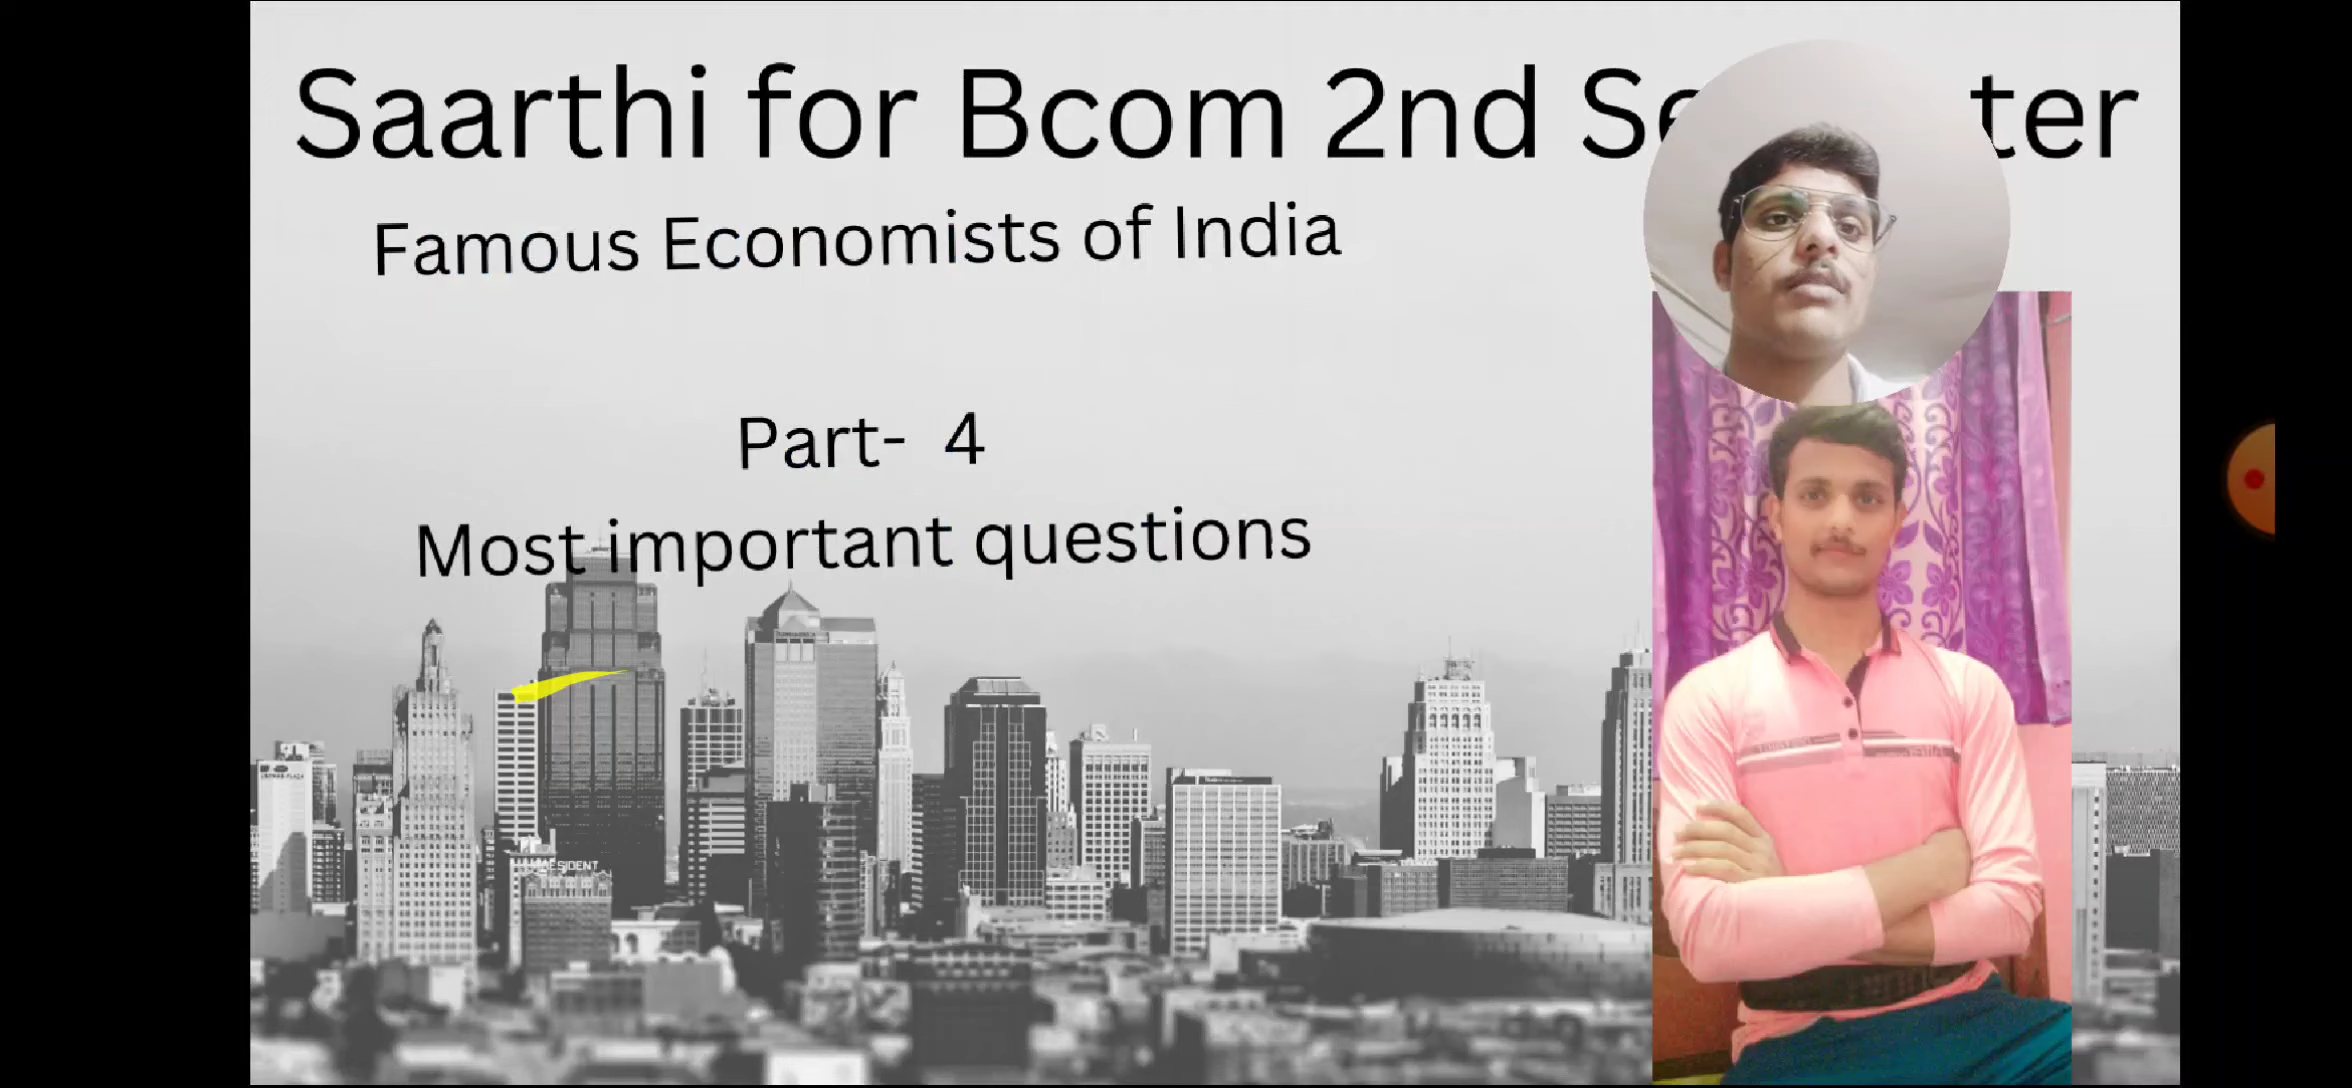 Saarthi for Bcom 2nd Se ter
Famous Economists of India
Part- 4
Most important questions